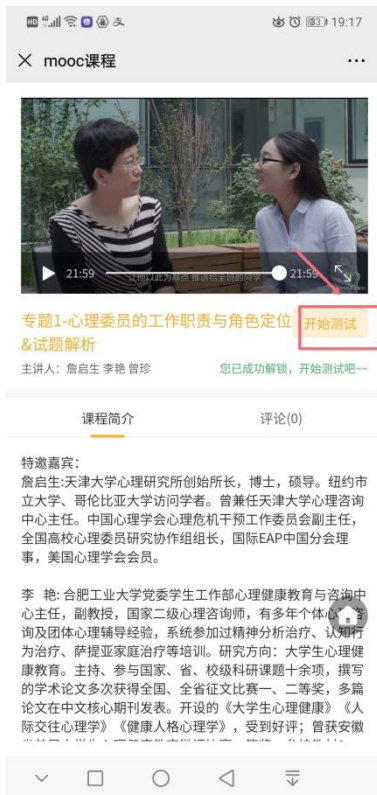 HD 46 83 19:17
mooc课程
21:59
让他以此为基点 推送给全班的同学
21:59
专题1-心理委员的工作职责与角色定位
&试题解析
开始测试
主讲人：詹启生 李艳 曾珍
您已成功解锁，开始测试吧~~
课程简介
评论(0)
特邀嘉宾：
詹启生:天津大学心理研究所创始所长，博士，硕导。纽约市
立大学、哥伦比亚大学访问学者。曾兼任天津大学心理咨询
中心主任。中国心理学会心理危机干预工作委员会副主任，
全国高校心理委员研究协作组组长，国际EAP中国分会理
事，美国心理学会会员。
李 艳: 合肥工业大学党委学生工作部心理健康教育与咨询中
心主任，副教授，国家二级心理咨询师，有多年个体心
询及团体心理辅导经验，系统参加过精神分析治疗、认知行
为治疗、萨提亚家庭治疗等培训。研究方向：大学生心理健
康教育。主持、参与国家、省、校级科研课题十余项，撰写
的学术论文多次获得全国、全省征文比赛一、二等奖，多篇
论文在中文核心期刊发表。开设的《大学生心理健康》《人
际交往心理学》《健康人格心理学》，受到好评；曾获安徽